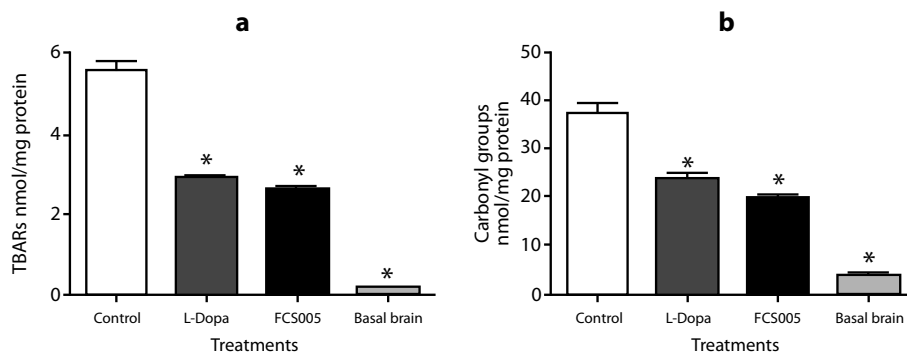 a
TBARs nmol/mg protein
6
4
2
0
*
*
*
Control
L-Dopa
FCS005
Basal brain
Treatments
b
Carbonyl groups
nmol/mg protein
50
40
30
20
10
0
*
*
*
Control
L-Dopa
FCS005
Basal brain
Treatments